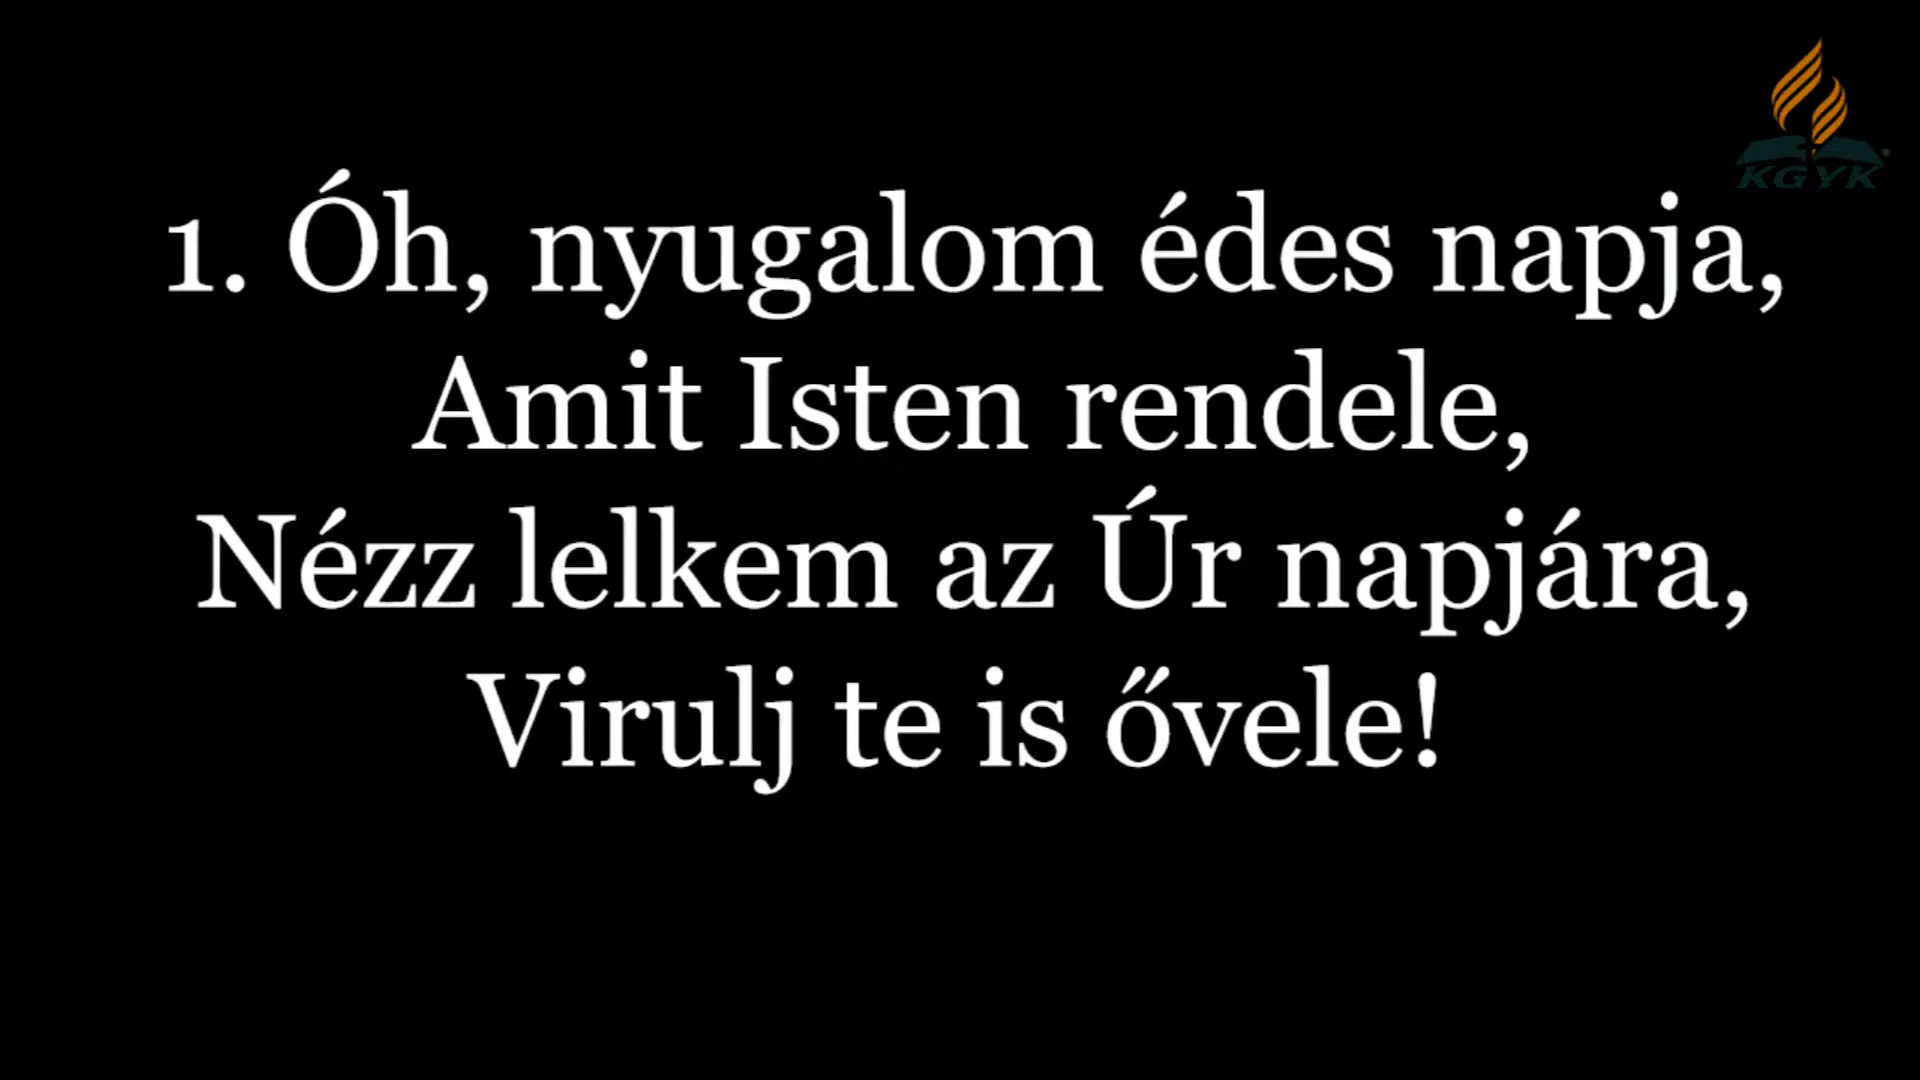 KGYK
1. Óh, nyugalom édes napja,
Amit Isten rendele,
Nézz lelkem az Úr napjára,
Virulj te is ővele!